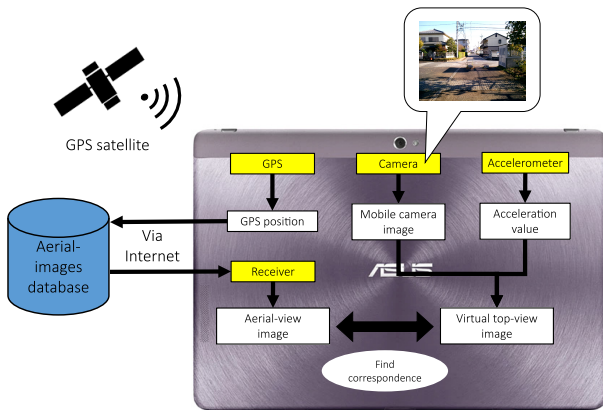 GPS satellite
GPS
Camera
Accelerometer
GPS position
Mobile camera
image
Acceleration
value
Aerial-
images
database
Via
Internet
Receiver
ASUS
Aerial-view
image
Virtual top-view
image
Find
correspondence